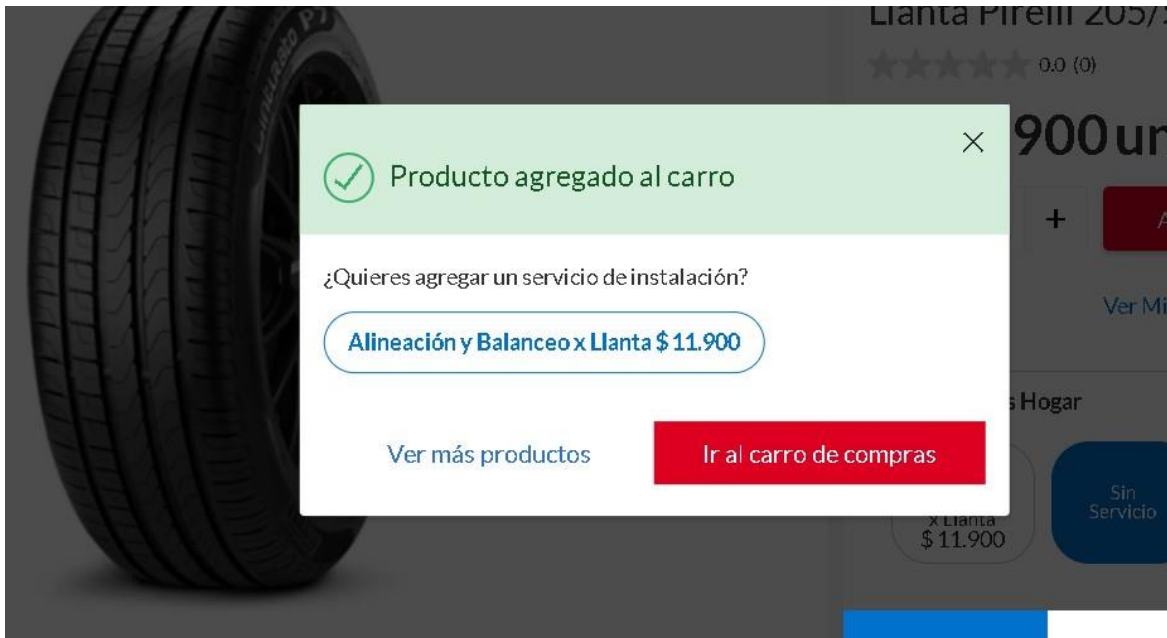 Cinturato P7
Llanta Pirelli 205/
0.0 (0)
900 un
Producto agregado al carro
+
¿Quieres agregar un servicio de instalación?
Ver Mi
Alineación y Balanceo x Llanta $ 11.900
s Hogar
Ver más productos
Ir al carro de compras
x Llanta
$ 11.900
Sin
Servicio